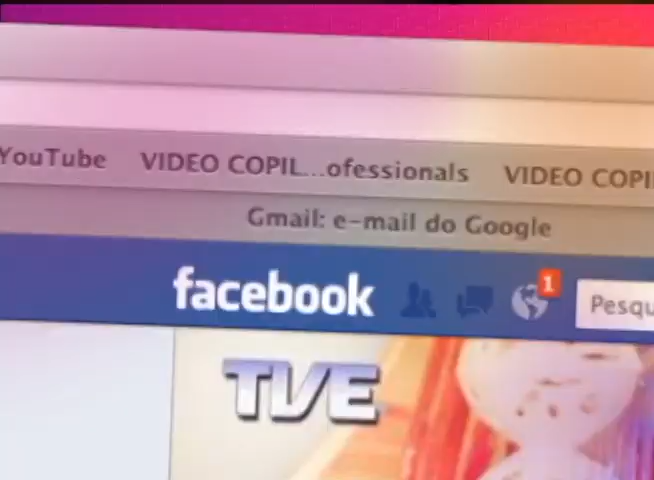 YouTube VIDEO COPIL...ofessionals VIDEO COPI
Gmail: e-mail do Google
facebook 1 Pesqu
TVE